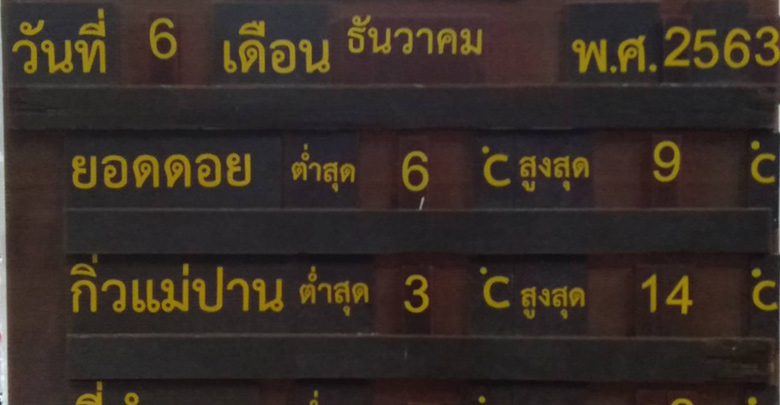 วันที่ 6 เดือน ธันวาคม พ.ศ. 2563
ยอดดอย ต่ำสุด 6 °C สูงสุด 9 °C
กิ่วแม่ปาน ต่ำสุด 3 °C สูงสุด 14 °C